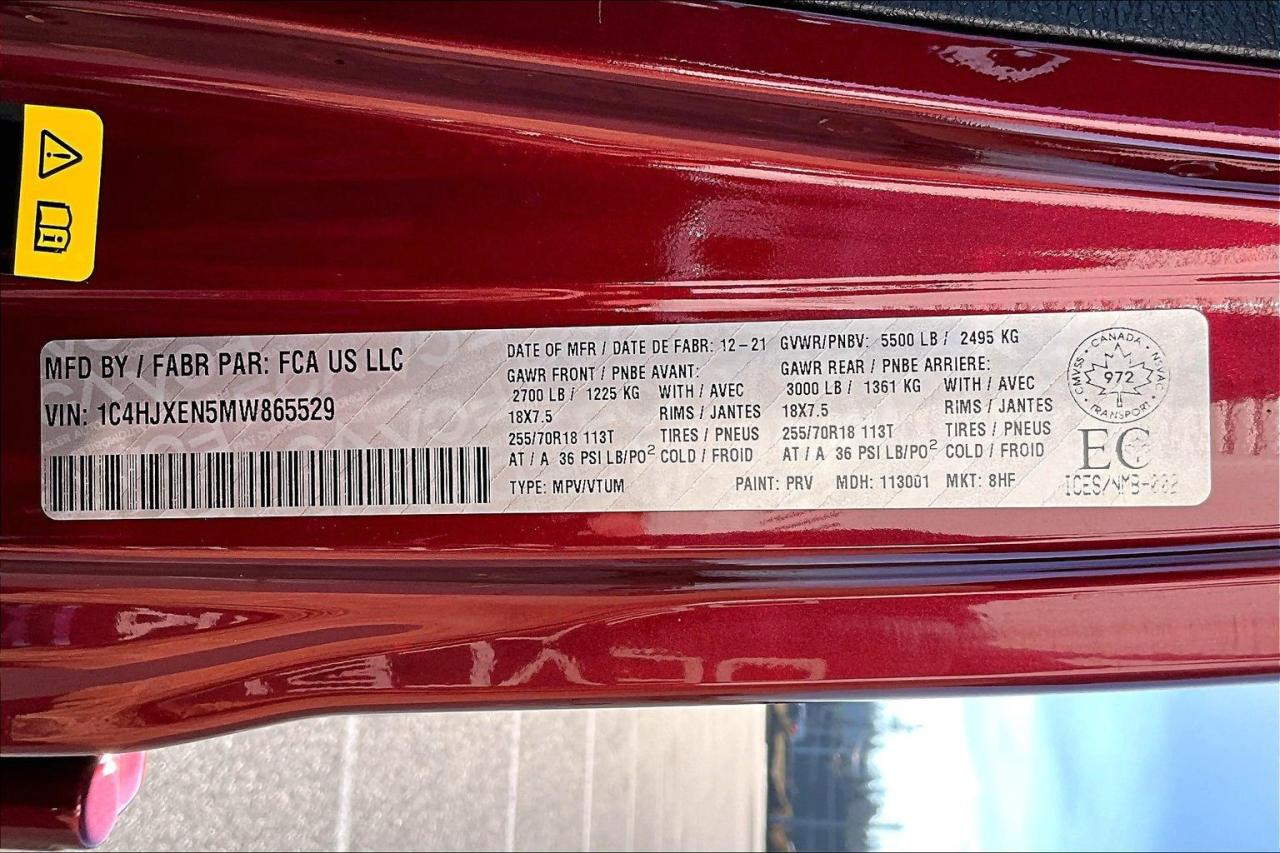 MFD BY / FABR PAR: FCA US LLC
VIN: 1C4HJXEN5MW865529
DATE OF MFR / DATE DE FABR: 12-21 GVWR/PNBV: 5500 LB / 2495 KG
GAWR FRONT / PNBE AVANT: GAWR REAR / PNBE ARRIERE:
2700 LB / 1225 KG WITH / AVEC 3000 LB / 1361 KG WITH / AVEC
18X7.5 RIMS / JANTES 18X7.5 RIMS / JANTES
255/70R18 113T TIRES / PNEUS 255/70R18 113T TIRES / PNEUS
AT / A 36 PSI LB/PO² COLD / FROID AT / A 36 PSI LB/PO² COLD / FROID
TYPE: MPV/VTUM PAINT: PRV MDH: 113001 MKT: 8HF
CANADA
CMVSS 972 NSVAC
TRANSPORT
EC
ICES/NMB-002